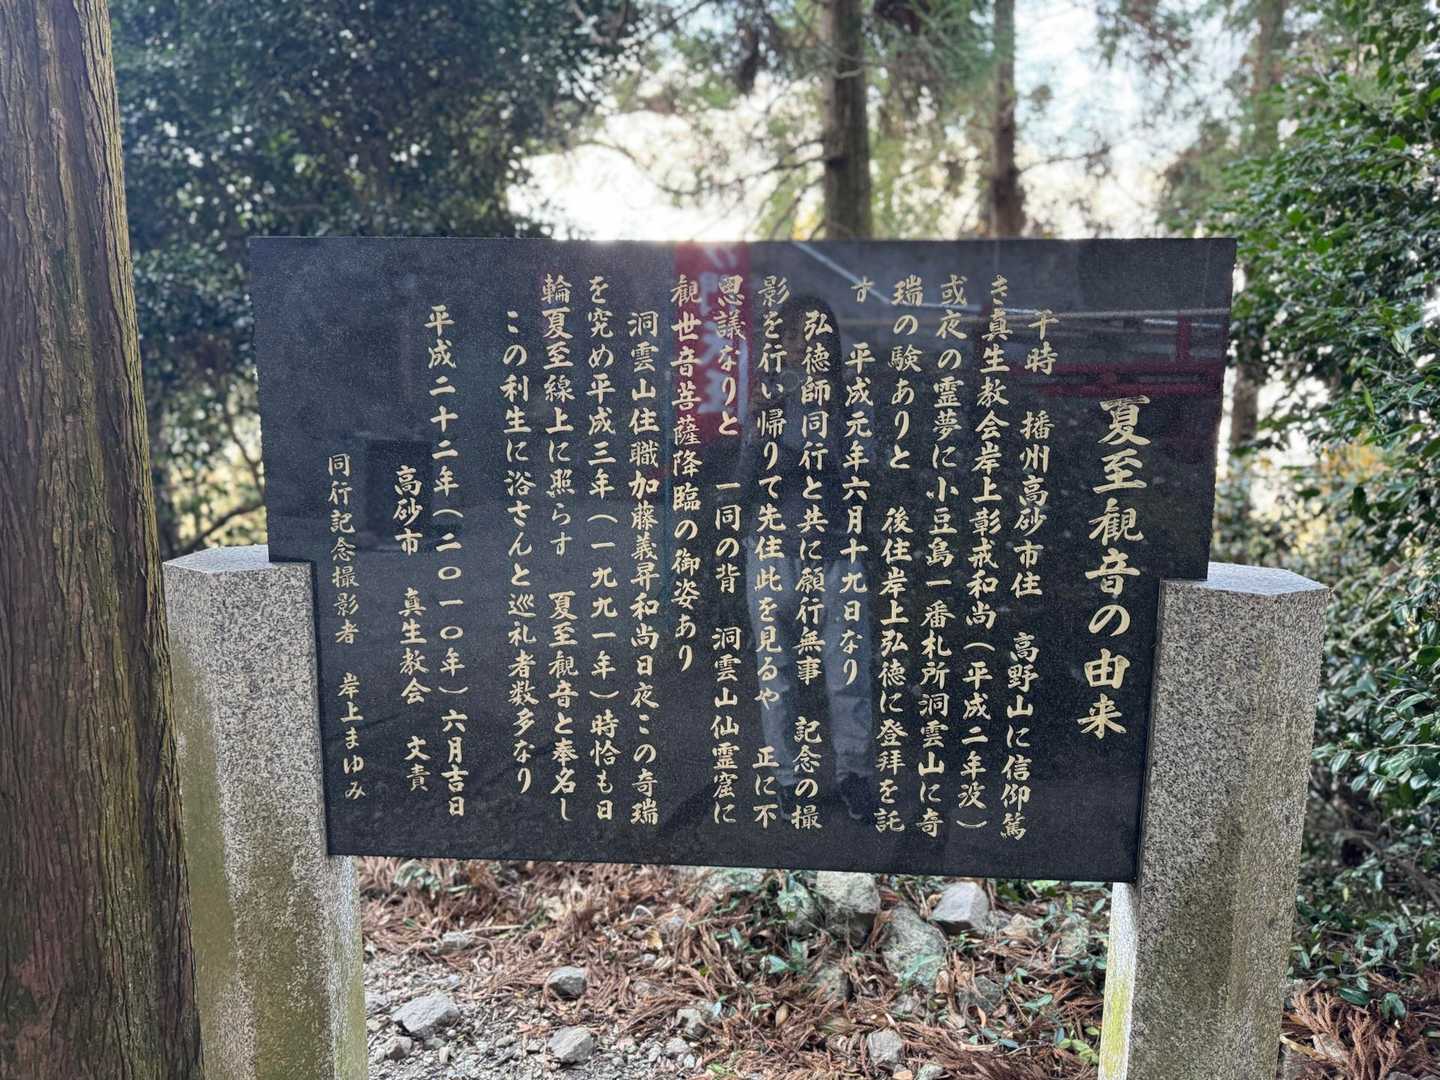 夏至観音の由来
干時　播州高砂市住　高野山に信仰篤
き真生教会岸上彰戒和尚（平成二年没）
或夜の霊夢に小豆島一番札所洞雲山に奇
瑞の験ありと　後住岸上弘徳に登拝を託
す　平成元年六月十九日なり
弘徳師同行と共に願行無事　記念の撮
影を行い帰りて先住此を見るや　正に不
思議なりと　一同の背　洞雲山仙霊窟に
観世音菩薩降臨の御姿あり
洞雲山住職加藤義昇和尚日夜この奇瑞
を究め平成三年（一九九一年）時恰も日
輪夏至線上に照らす　夏至観音と奉名し
この利生に浴さんと巡礼者数多なり
平成二十二年（二〇一〇年）六月吉日
高砂市　真生教会　文責
同行記念撮影者　岸上まゆみ